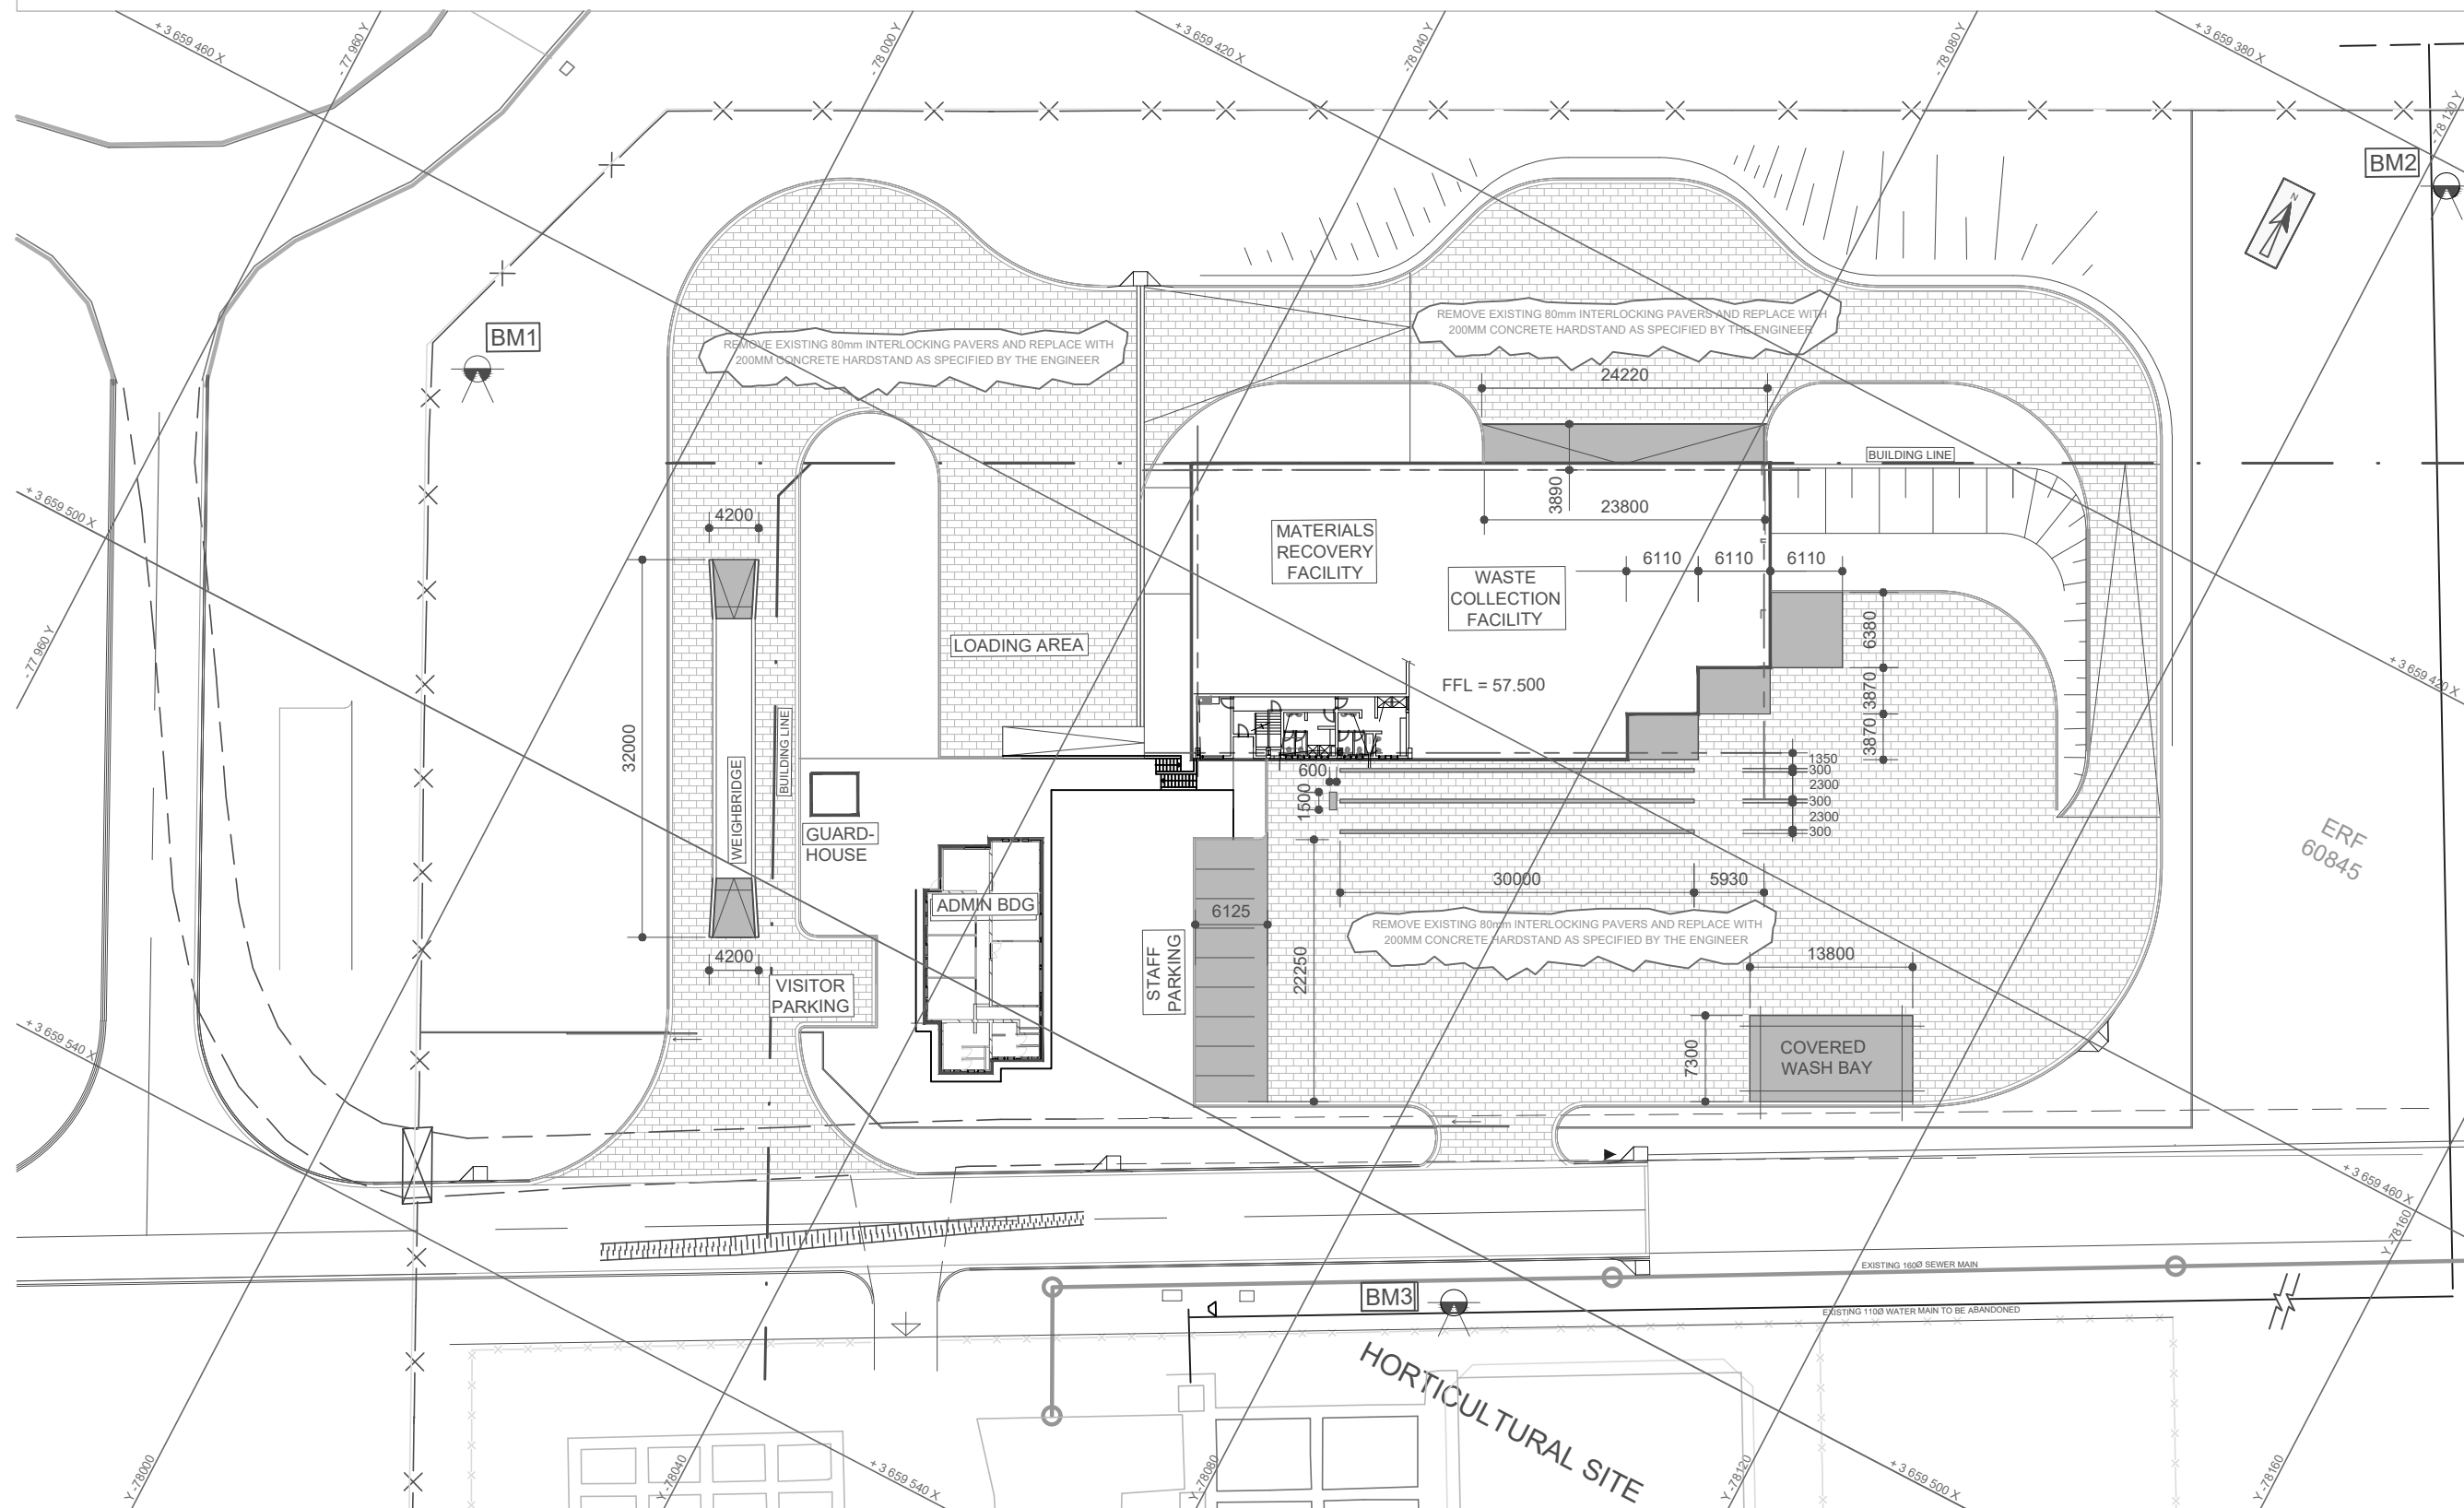 + 3 659 460 X
- 77 960 Y
- 78 000 Y
+ 3 659 420 X
-78 040 Y
- 78 080 Y
+ 3 659 380 X
- 78 120 Y
BM2
N
BM1
REMOVE EXISTING 80mm INTERLOCKING PAVERS AND REPLACE WITH
200MM CONCRETE HARDSTAND AS SPECIFIED BY THE ENGINEER
REMOVE EXISTING 80mm INTERLOCKING PAVERS AND REPLACE WITH
200MM CONCRETE HARDSTAND AS SPECIFIED BY THE ENGINEER
24220
BUILDING LINE
3890
23800
+ 3 659 500 X
4200
MATERIALS
RECOVERY
FACILITY
WASTE
COLLECTION
FACILITY
6110
6110
6110
6380
3870
3870
LOADING AREA
FFL = 57.500
- 77 960 Y
+ 3 659 420 X
32000
WEIGHBRIDGE
BUILDING LINE
GUARD-
HOUSE
600
1500
1350
300
2300
300
2300
300
ERF
60845
ADMIN BDG
30000
5930
6125
REMOVE EXISTING 80mm INTERLOCKING PAVERS AND REPLACE WITH
200MM CONCRETE HARDSTAND AS SPECIFIED BY THE ENGINEER
4200
VISITOR
PARKING
STAFF
PARKING
22250
13800
7300
COVERED
WASH BAY
+ 3 659 540 X
+ 3 659 460 X
Y -78160
EXISTING 160Ø SEWER MAIN
BM3
EXISTING 110Ø WATER MAIN TO BE ABANDONED
HORTICULTURAL SITE
Y -78000
Y -78040
+ 3 659 540 X
Y -78080
Y -78120
+ 3 659 500 X
Y -78160